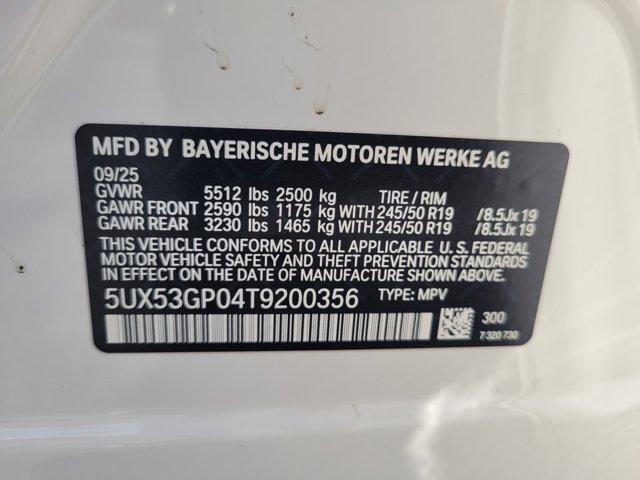 MFD BY BAYERISCHE MOTOREN WERKE AG
09/25
GVWR 5512 lbs 2500 kg TIRE / RIM
GAWR FRONT 2590 lbs 1175 kg WITH 245/50 R19 /8.5Jx19
GAWR REAR 3230 lbs 1465 kg WITH 245/50 R19 /8.5Jx19
THIS VEHICLE CONFORMS TO ALL APPLICABLE U. S. FEDERAL
MOTOR VEHICLE SAFETY AND THEFT PREVENTION STANDARDS
IN EFFECT ON THE DATE OF MANUFACTURE SHOWN ABOVE.
5UX53GP04T9200356 TYPE: MPV
300
7 320 730